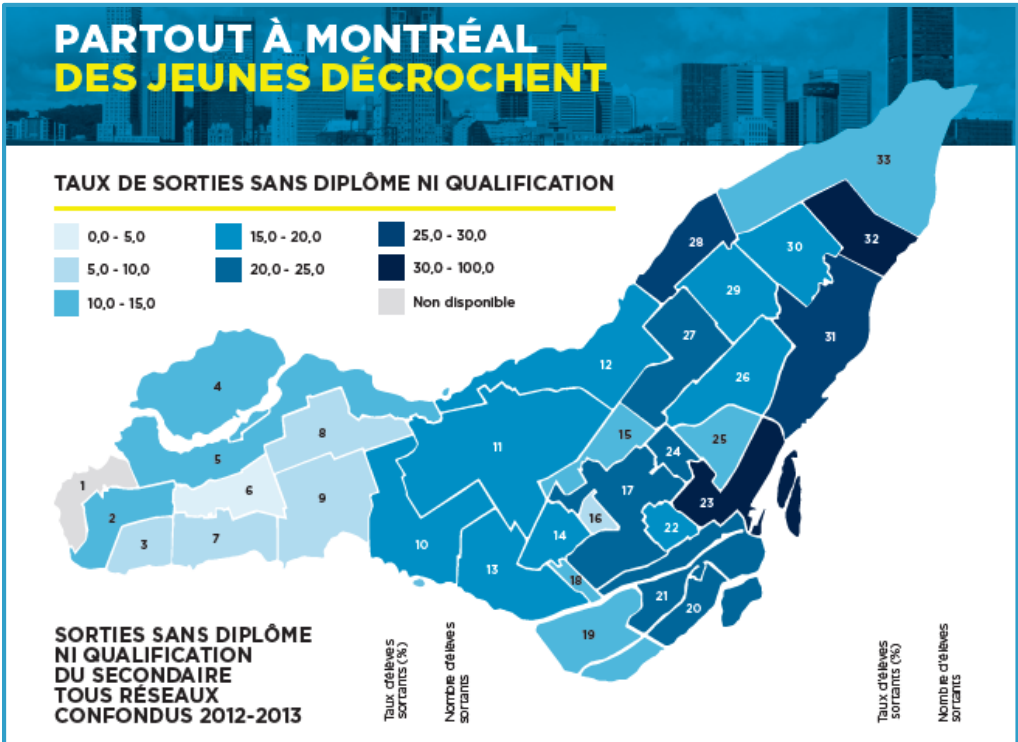 PARTOUT À MONTRÉAL
DES JEUNES DÉCROCHENT
TAUX DE SORTIES SANS DIPLÔME NI QUALIFICATION
0,0 - 5,0
5,0 - 10,0
10,0 - 15,0
15,0 - 20,0
20,0 - 25,0
25,0 - 30,0
30,0 - 100,0
Non disponible
33
32
28
30
29
31
27
12
26
4
15
25
8
11
24
5
1
6
17
9
23
2
16
22
3
7
10
14
13
18
21
20
19
SORTIES SANS DIPLÔME
NI QUALIFICATION
DU SECONDAIRE
TOUS RÉSEAUX
CONFONDUS 2012-2013
Taux d'élèves
sortants (%)
Nombre d'élèves
sortants
Taux d'élèves
sortants (%)
Nombre d'élèves
sortants